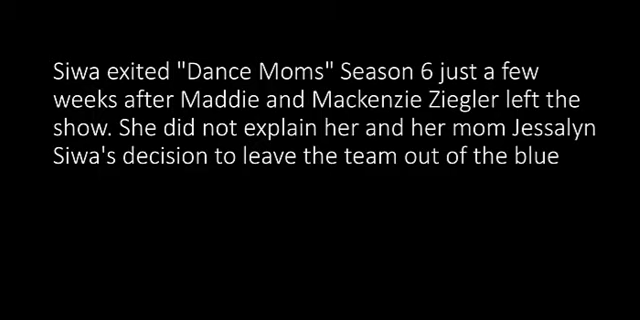 Siwa exited "Dance Moms" Season 6 just a few
weeks after Maddie and Mackenzie Ziegler left the
show. She did not explain her and her mom Jessalyn
Siwa's decision to leave the team out of the blue